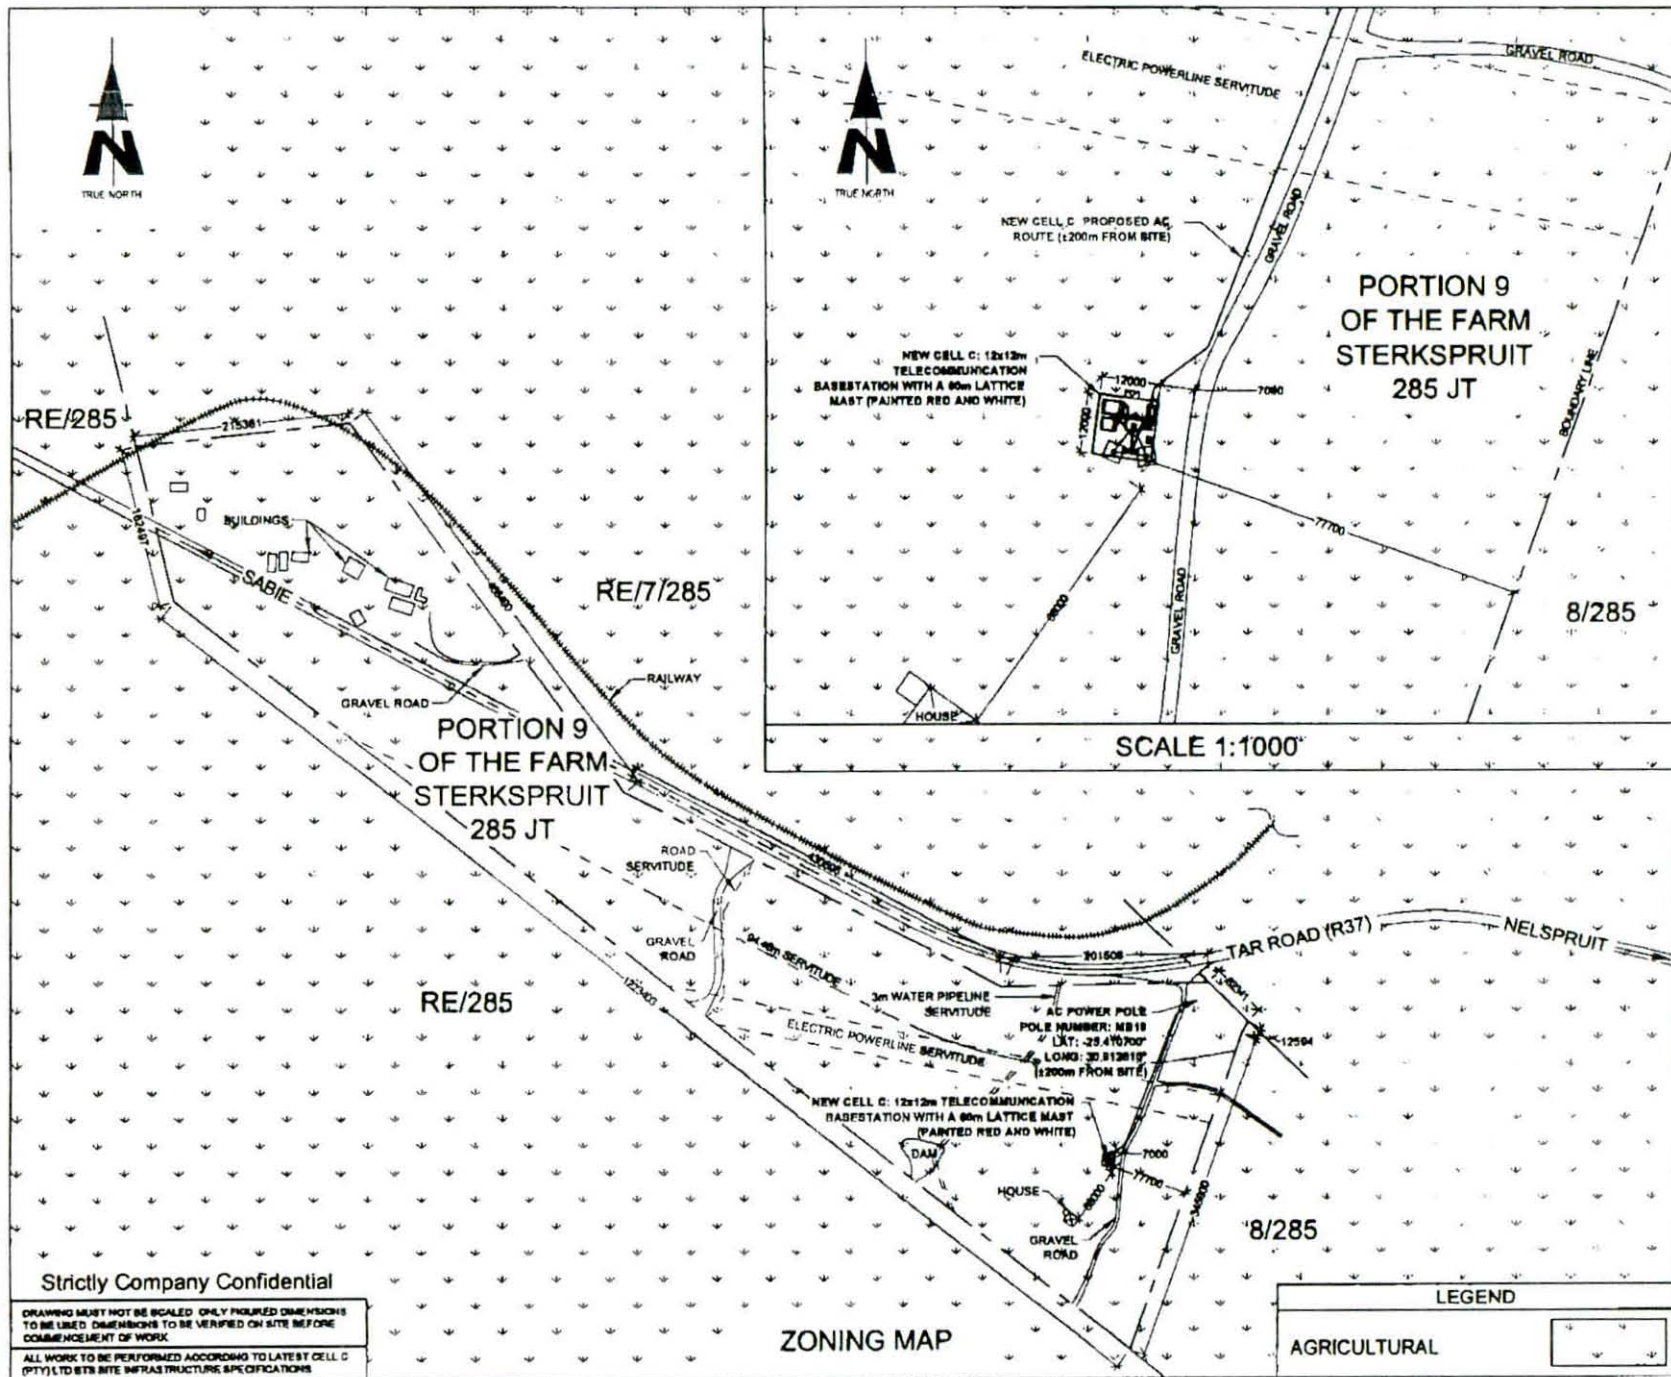 N
TRUE NORTH
N
TRUE NORTH
ELECTRIC POWERLINE SERVITUDE
GRAVEL ROAD
NEW CELL C PROPOSED AC
ROUTE (±200m FROM SITE)
GRAVEL ROAD
PORTION 9
OF THE FARM
STERKSPRUIT
285 JT
NEW CELL C: 12x12m
TELECOMMUNICATION
BASESTATION WITH A 60m LATTICE
MAST (PAINTED RED AND WHITE)
12000
12000
BOUNDARY LINE
77700
GRAVEL ROAD
8/285
HOUSE
SCALE 1:1000
RE/285
215381
BUILDINGS
SABIE
RE/7/285
RAILWAY
GRAVEL ROAD
PORTION 9
OF THE FARM
STERKSPRUIT
285 JT
ROAD
SERVITUDE
GRAVEL
ROAD
SERVITUDE
RE/285
1223403
201508
TAR ROAD (R37)
NELSPRUIT
3m WATER PIPELINE
SERVITUDE
ELECTRIC POWERLINE SERVITUDE
AC POWER POLE
POLE NUMBER: MB18
(±200m FROM SITE)
12594
NEW CELL C: 12x12m TELECOMMUNICATION
BASESTATION WITH A 60m LATTICE MAST
(PAINTED RED AND WHITE)
DAM
7000
77700
HOUSE
GRAVEL
ROAD
8/285
Strictly Company Confidential
DRAWING MUST NOT BE SCALED ONLY FIGURED DIMENSIONS
TO BE USED DIMENSIONS TO BE VERIFIED ON SITE BEFORE
COMMENCEMENT OF WORK
ALL WORK TO BE PERFORMED ACCORDING TO LATEST CELL C
(PTY) LTD BTS SITE INFRASTRUCTURE SPECIFICATIONS
ZONING MAP
LEGEND
AGRICULTURAL